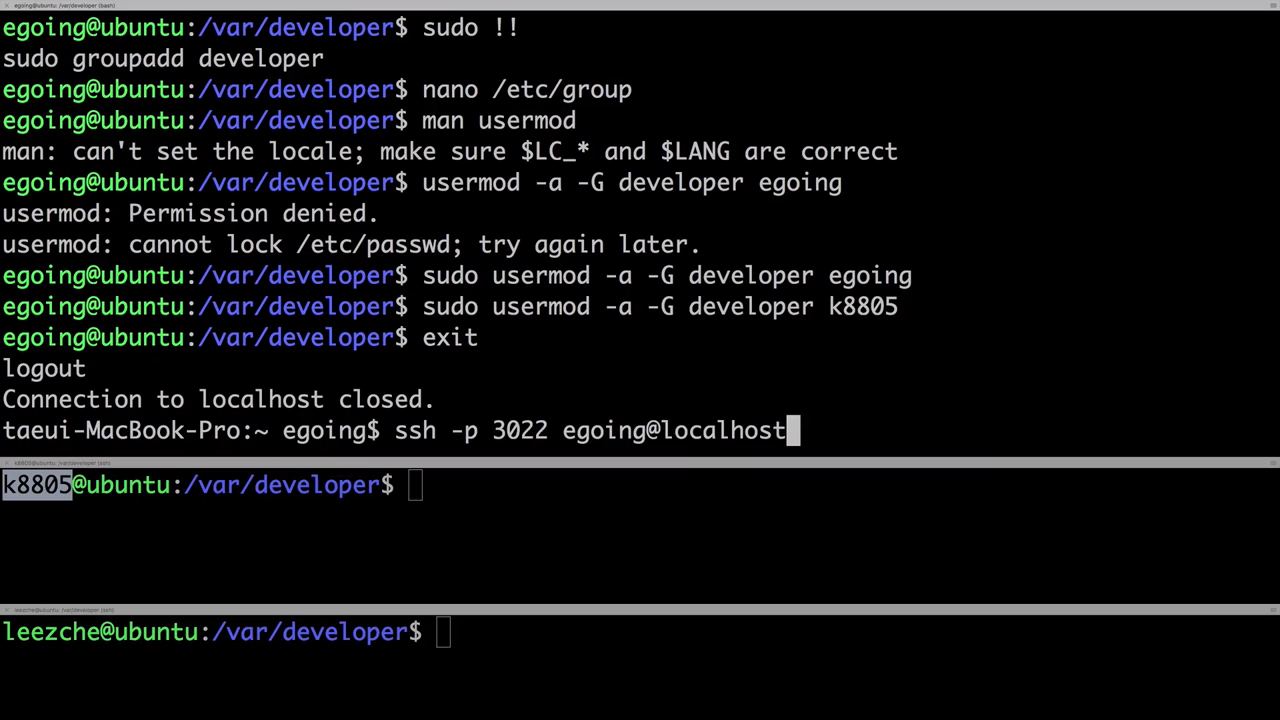 egoing@ubuntu: /var/developer (bash)
egoing@ubuntu:/var/developer$ sudo !!
sudo groupadd developer
egoing@ubuntu:/var/developer$ nano /etc/group
egoing@ubuntu:/var/developer$ man usermod
man: can't set the locale; make sure $LC_* and $LANG are correct
egoing@ubuntu:/var/developer$ usermod -a -G developer egoing
usermod: Permission denied.
usermod: cannot lock /etc/passwd; try again later.
egoing@ubuntu:/var/developer$ sudo usermod -a -G developer egoing
egoing@ubuntu:/var/developer$ sudo usermod -a -G developer k8805
egoing@ubuntu:/var/developer$ exit
logout
Connection to localhost closed.
taeui-MacBook-Pro:~ egoing$ ssh -p 3022 egoing@localhost
k8805@ubuntu: /var/developer (ssh)
k8805@ubuntu:/var/developer$
leezche@ubuntu: /var/developer (ssh)
leezche@ubuntu:/var/developer$